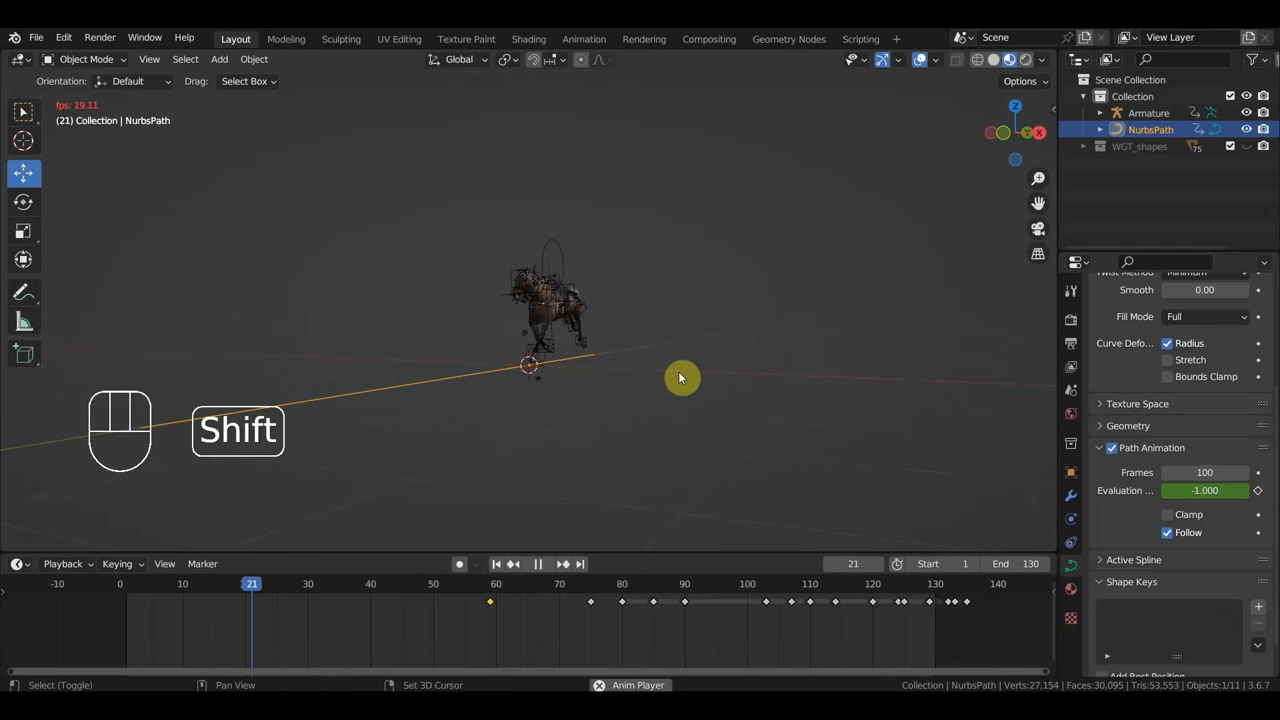 File Edit Render Window Help Layout Modeling Sculpting UV Editing Texture Paint Shading Animation Rendering Compositing Geometry Nodes Scripting + Scene View Layer
Object Mode View Select Add Object Global Options
Orientation: Default Drag: Select Box
fps: 19.11
(21) Collection | NurbsPath
Z
X
Scene Collection
Collection
Armature
NurbsPath
WGT_shapes 75
Smooth 0.00
Fill Mode Full
Curve Defo... Radius
Stretch
Bounds Clamp
Texture Space
Geometry
Path Animation
Frames 100
Evaluation ... -1.000
Clamp
Follow
Animation
Shape Keys
Shift
Playback Keying View Marker 21 Start 1 End 130
-10 0 10 21 30 40 50 60 70 80 90 100 110 120 130 140
Select (Toggle) Pan View Set 3D Cursor Anim Player Collection | NurbsPath | Verts:27,154 | Faces:30,095 | Tris:53,553 | Objects:1/11 | 3.6.7